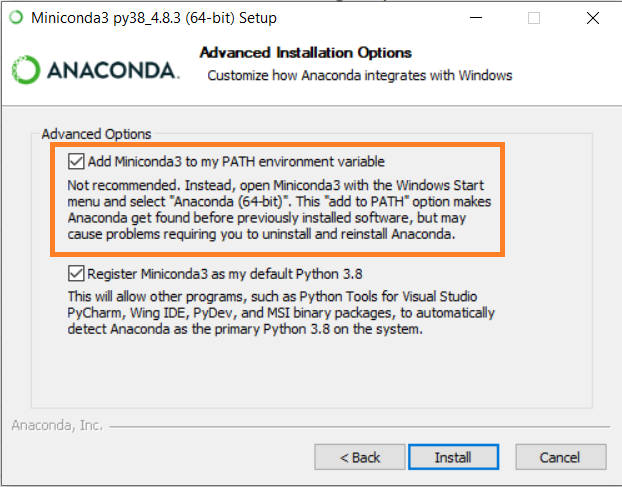 Miniconda3 py38_4.8.3 (64-bit) Setup
Advanced Installation Options
ANACONDA.
Customize how Anaconda integrates with Windows
Advanced Options
Add Miniconda3 to my PATH environment variable
Not recommended. Instead, open Miniconda3 with the Windows Start
menu and select "Anaconda (64-bit)". This "add to PATH" option makes
Anaconda get found before previously installed software, but may
cause problems requiring you to uninstall and reinstall Anaconda.
Register Miniconda3 as my default Python 3.8
This will allow other programs, such as Python Tools for Visual Studio
PyCharm, Wing IDE, PyDev, and MSI binary packages, to automatically
detect Anaconda as the primary Python 3.8 on the system.
Anaconda, Inc.
< Back
Install
Cancel